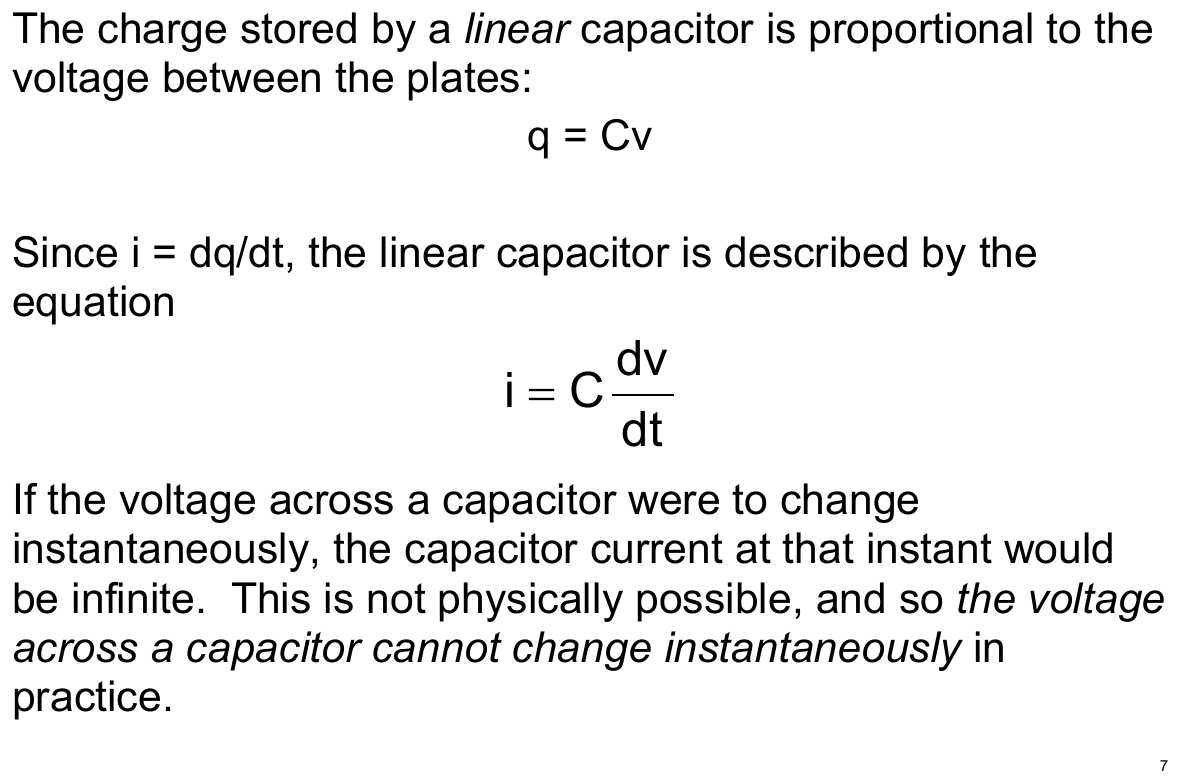 The charge stored by a linear capacitor is proportional to the
voltage between the plates:
q = Cv
Since i = dq/dt, the linear capacitor is described by the
equation
i = C dv/dt
If the voltage across a capacitor were to change
instantaneously, the capacitor current at that instant would
be infinite.  This is not physically possible, and so the voltage
across a capacitor cannot change instantaneously in
practice.
7